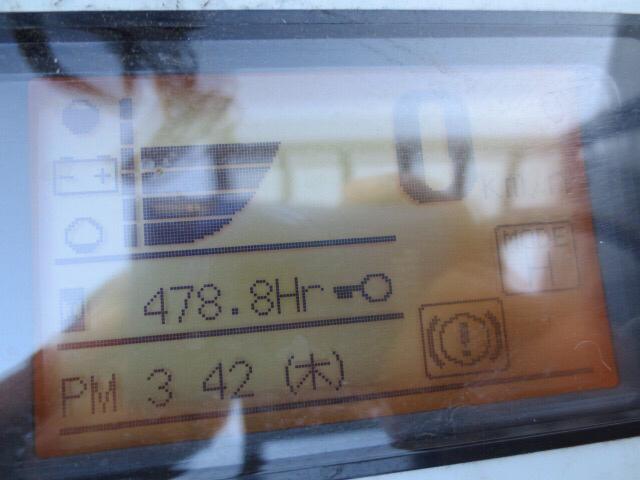 0 km/h
MODE
H
478.8Hr
PM 3 42 (木)